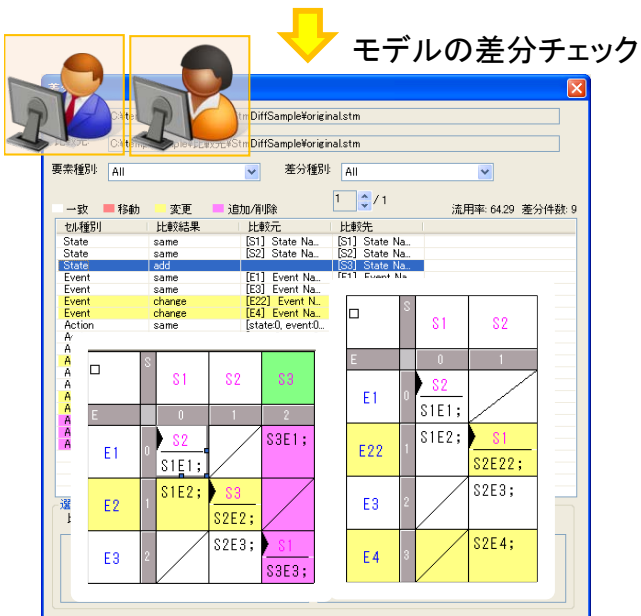 モデルの差分チェック
DiffSample¥original.stm
DiffSample¥original.stm
要素種別: All 差分種別: All
1 / 1
一致 移動 変更 追加/削除 流用率: 64.29 差分件数: 9
セル種別 比較結果 比較元 比較先
State same [S1] State Na... [S1] State Na...
State same [S2] State Na... [S2] State Na...
State add [S3] State Na...
Event same [E1] Event Na... [E1] Event Na...
Event same [E3] Event Na...
Event change [E22] Event N...
Event change [E4] Event Na...
Action same [state:0, event:0...
S S1 S2 S3
E 0 1 2
E1 0 S2 S3E1;
S1E1;
E2 1 S1E2; S3
S2E2;
E3 2 S2E3; S1
S3E3;
S S1 S2
E 0 1
E1 0 S2
S1E1;
E22 1 S1E2; S1
S2E22;
E3 2 S2E3;
E4 3 S2E4;